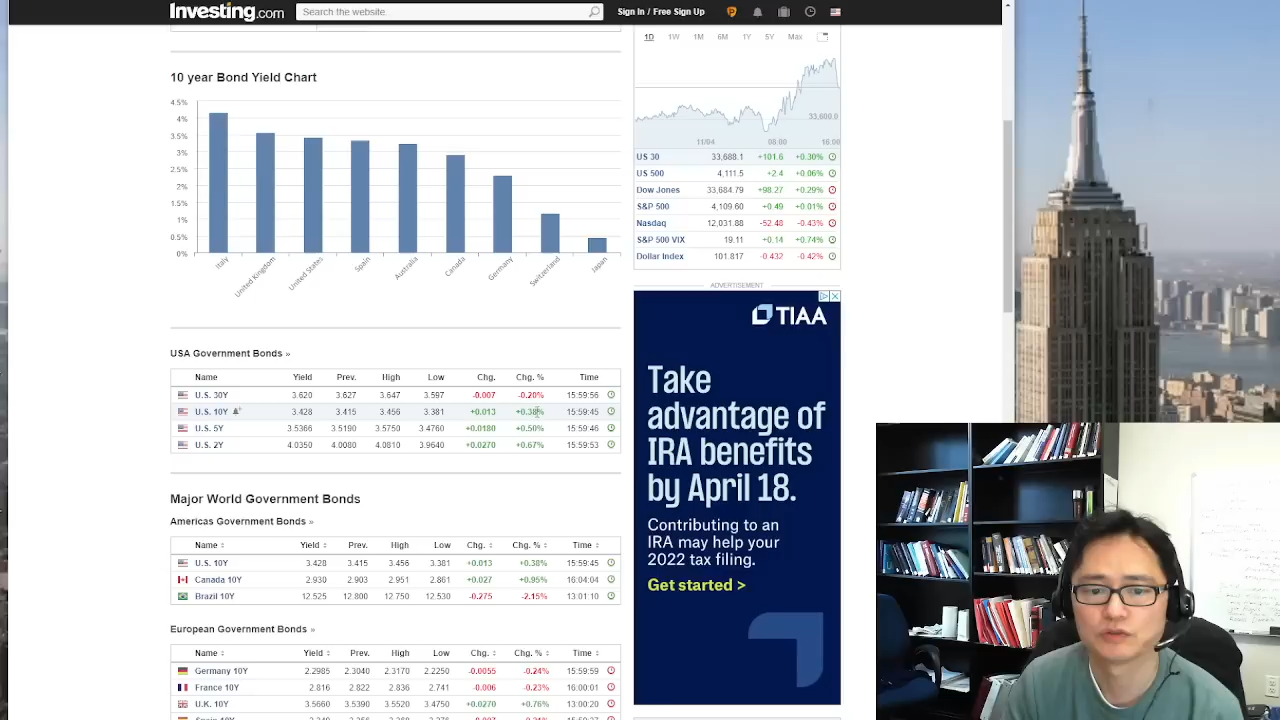 Investing.com Search the website. Sign In / Free Sign Up
10 year Bond Yield Chart
4.5%
4%
3.5%
3%
2.5%
2%
1.5%
1%
0.5%
0%
Italy United Kingdom United States Spain Australia Canada Germany Switzerland Japan
USA Government Bonds »
Name Yield Prev. High Low Chg. Chg. % Time
U.S. 30Y 3.620 3.627 3.647 3.597 -0.007 -0.20% 15:59:56
U.S. 10Y 3.428 3.415 3.456 3.381 +0.013 +0.38% 15:59:45
U.S. 5Y 3.5366 3.5190 3.5750 3.4760 +0.0180 +0.50% 15:59:46
U.S. 2Y 4.0350 4.0080 4.0810 3.9640 +0.0270 +0.67% 15:59:53
Major World Government Bonds
Americas Government Bonds »
Name Yield Prev. High Low Chg. Chg. % Time
U.S. 10Y 3.428 3.415 3.456 3.381 +0.013 +0.38% 15:59:45
Canada 10Y 2.930 2.903 2.951 2.861 +0.027 +0.95% 16:04:04
Brazil 10Y 12.525 12.800 12.750 12.530 -0.275 -2.15% 13:01:10
European Government Bonds »
Name Yield Prev. High Low Chg. Chg. % Time
Germany 10Y 2.2985 2.3040 2.3170 2.2250 -0.0055 -0.24% 15:59:59
France 10Y 2.816 2.822 2.836 2.741 -0.006 -0.23% 16:00:01
U.K. 10Y 3.5660 3.5390 3.5520 3.4750 +0.0270 +0.76% 13:00:20
1D 1W 1M 6M 1Y 5Y Max
33,600.0
11/04 08:00 16:00
US 30 33,688.1 +101.6 +0.30%
US 500 4,111.5 +2.4 +0.06%
Dow Jones 33,684.79 +98.27 +0.29%
S&P 500 4,109.60 +0.49 +0.01%
Nasdaq 12,031.88 -52.48 -0.43%
S&P 500 VIX 19.11 +0.14 +0.74%
Dollar Index 101.817 -0.432 -0.42%
ADVERTISEMENT
TIAA
Take
advantage of
IRA benefits
by April 18.
Contributing to an
IRA may help your
2022 tax filing.
Get started >